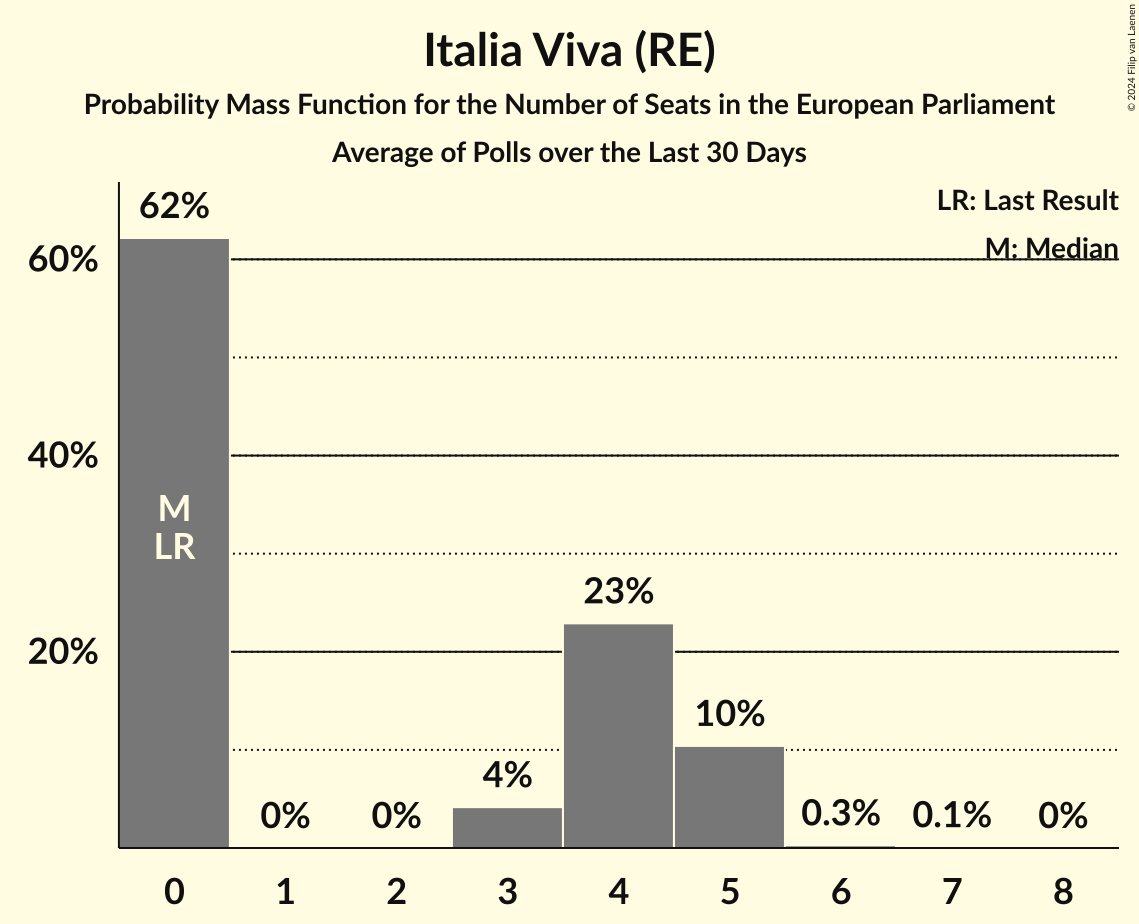 Italia Viva (RE)
Probability Mass Function for the Number of Seats in the European Parliament
Average of Polls over the Last 30 Days
© 2024 Filip van Laenen
LR: Last Result
M: Median
62%
60%
40%
20%
M
LR
0%
0%
4%
23%
10%
0.3%
0.1%
0%
0 1 2 3 4 5 6 7 8